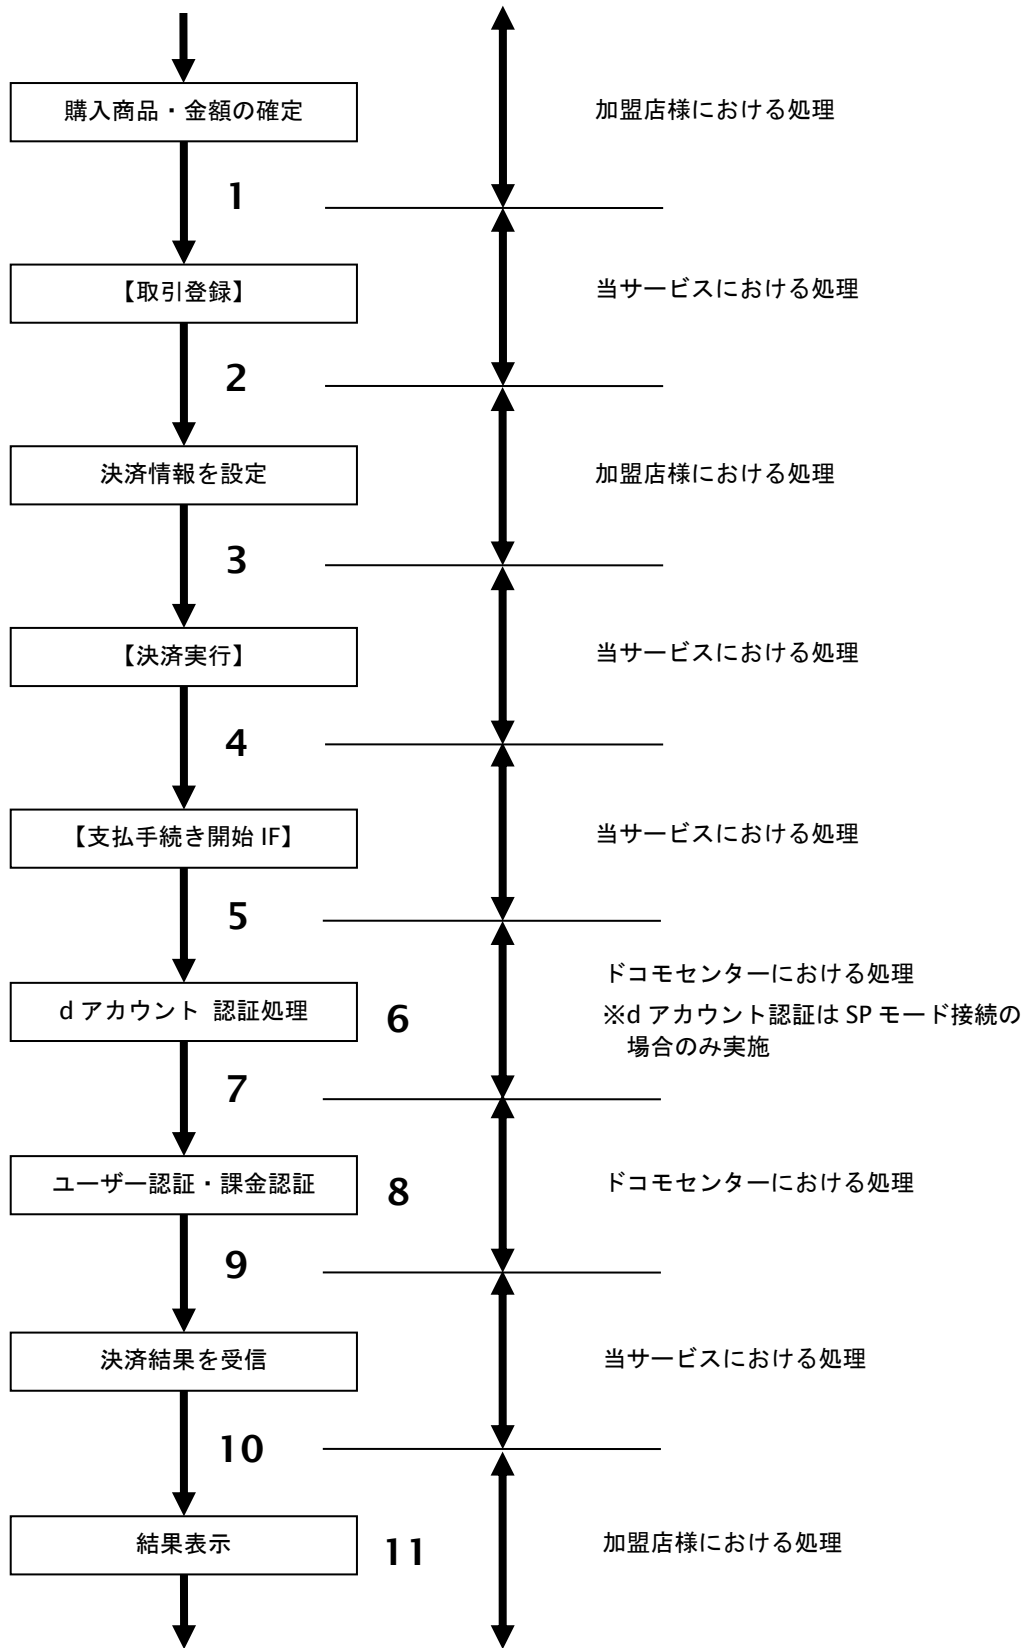 購入商品・金額の確定
加盟店様における処理
1
【取引登録】
当サービスにおける処理
2
決済情報を設定
加盟店様における処理
3
【決済実行】
当サービスにおける処理
4
【支払手続き開始 IF】
当サービスにおける処理
5
d アカウント 認証処理
6
ドコモセンターにおける処理
※d アカウント認証は SP モード接続の
場合のみ実施
7
ユーザー認証・課金認証
8
ドコモセンターにおける処理
9
決済結果を受信
当サービスにおける処理
10
結果表示
11
加盟店様における処理